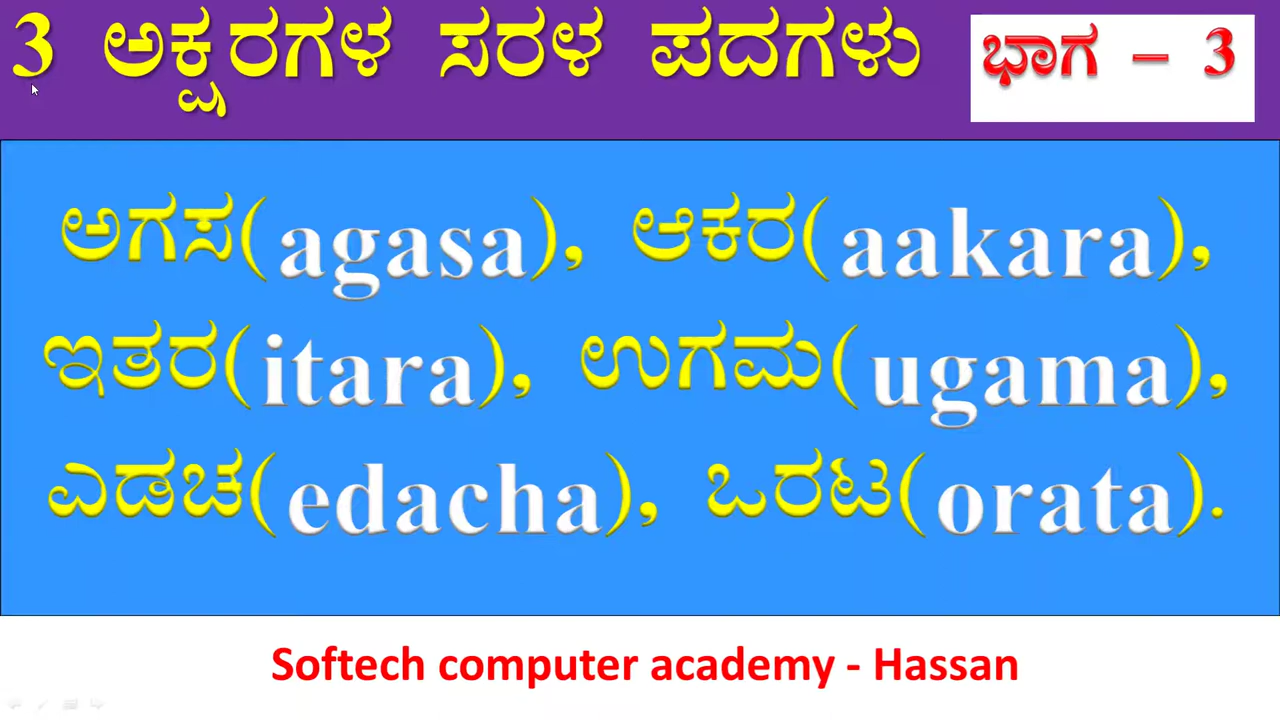 3 ಅಕ್ಷರಗಳ ಸರಳ ಪದಗಳು
ಭಾಗ – 3
ಅಗಸ(agasa), ಆಕರ(aakara),
ಇತರ(itara), ಉಗಮ(ugama),
ಎಡಚ(edacha), ಒರಟ(orata).
Softech computer academy - Hassan